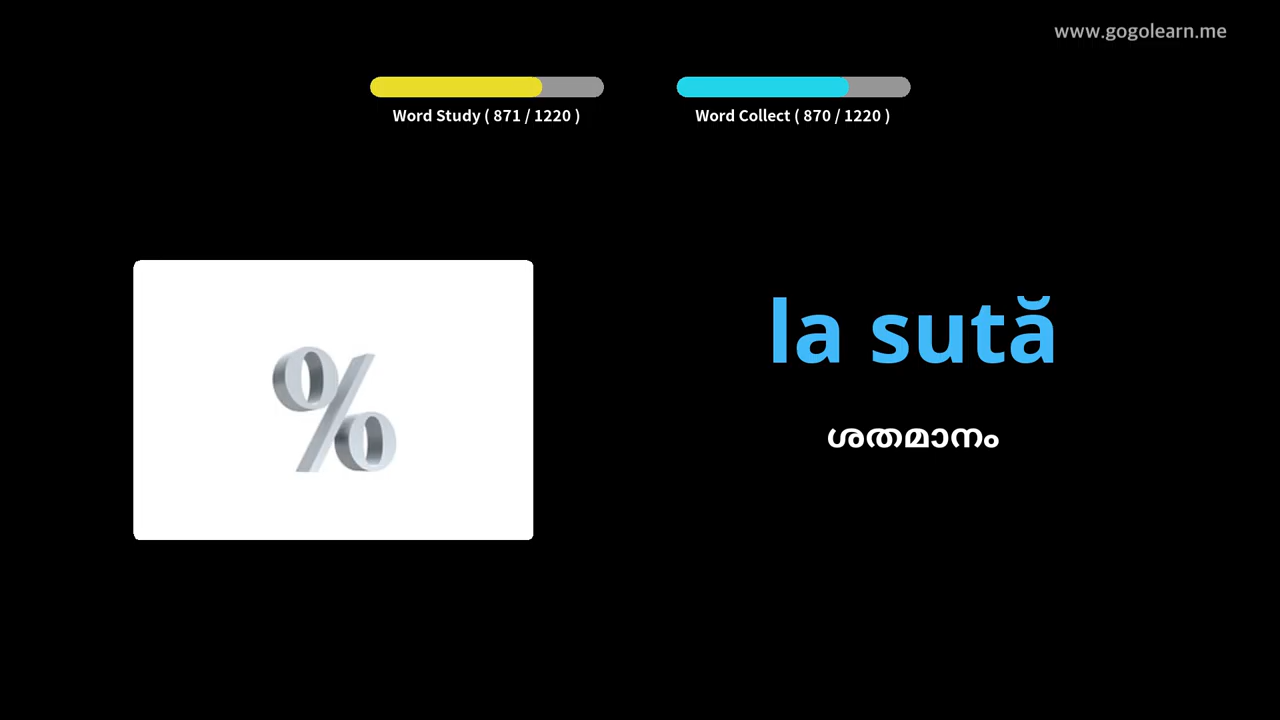 www.gogolearn.me
Word Study ( 871 / 1220 )
Word Collect ( 870 / 1220 )
%
la sută
ശതമാനം